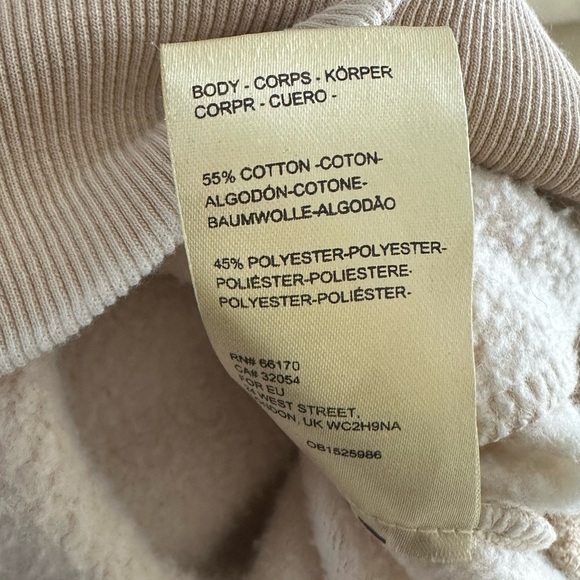 BODY - CORPS - KÖRPER
CORPR - CUERO -
55% COTTON -COTON-
ALGODÓN-COTONE-
BAUMWOLLE-ALGODÃO
45% POLYESTER-POLYESTER-
POLIÉSTER-POLIESTERE-
POLYESTER-POLIÉSTER-
RN# 66170
CA# 32054
FOR EU
WEST STREET,
LONDON, UK WC2H9NA
OB1525986